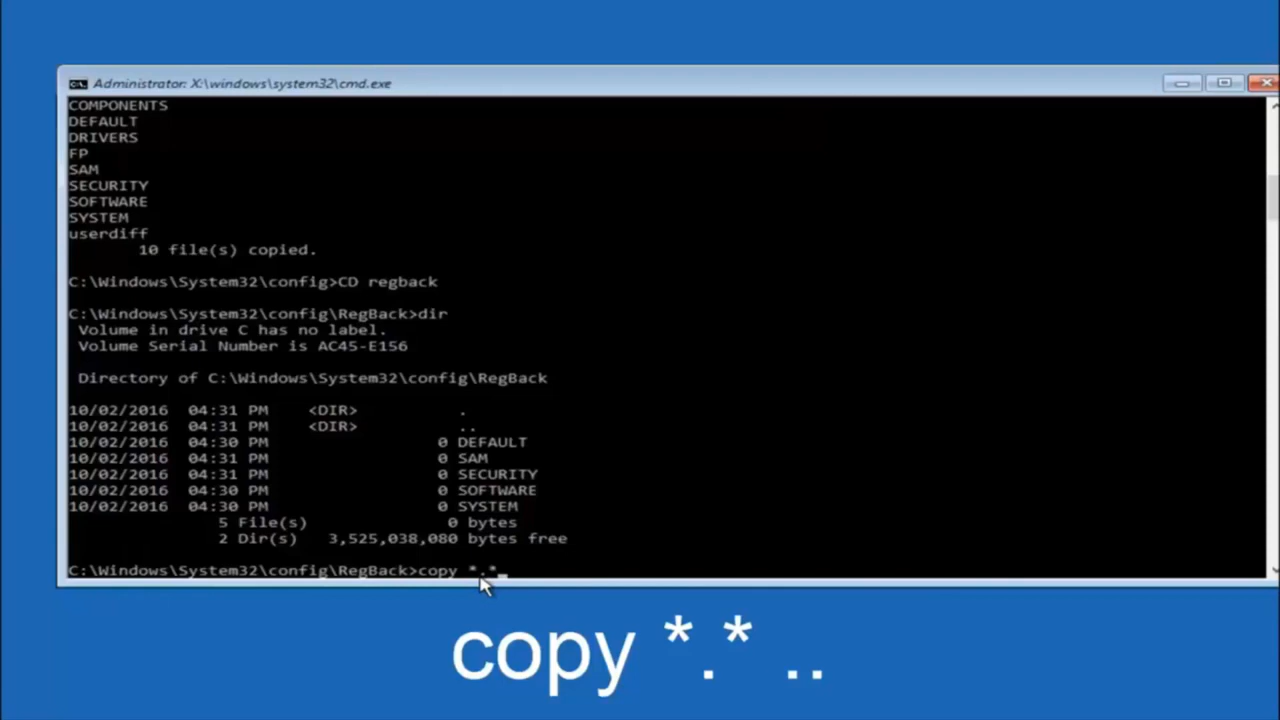 Administrator: X:\windows\system32\cmd.exe
COMPONENTS
DEFAULT
DRIVERS
FP
SAM
SECURITY
SOFTWARE
SYSTEM
userdiff
10 file(s) copied.
C:\Windows\System32\config>CD regback
C:\Windows\System32\config\RegBack>dir
Volume in drive C has no label.
Volume Serial Number is AC45-E156
Directory of C:\Windows\System32\config\RegBack
10/02/2016 04:31 PM <DIR> .
10/02/2016 04:31 PM <DIR> ..
10/02/2016 04:30 PM 0 DEFAULT
10/02/2016 04:31 PM 0 SAM
10/02/2016 04:31 PM 0 SECURITY
10/02/2016 04:30 PM 0 SOFTWARE
10/02/2016 04:30 PM 0 SYSTEM
5 File(s) 0 bytes
2 Dir(s) 3,525,038,080 bytes free
C:\Windows\System32\config\RegBack>copy *.*_
copy *.* ..